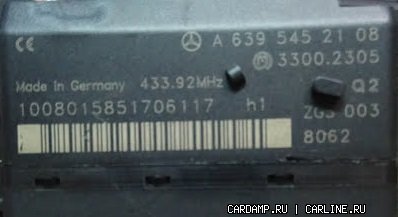 CE A 639 545 21 08
3300.2305
Made in Germany 433.92MHz Q2
1008015851706117 h1 ZGS 003
8062
CARDAMP.RU | CARLINE.RU